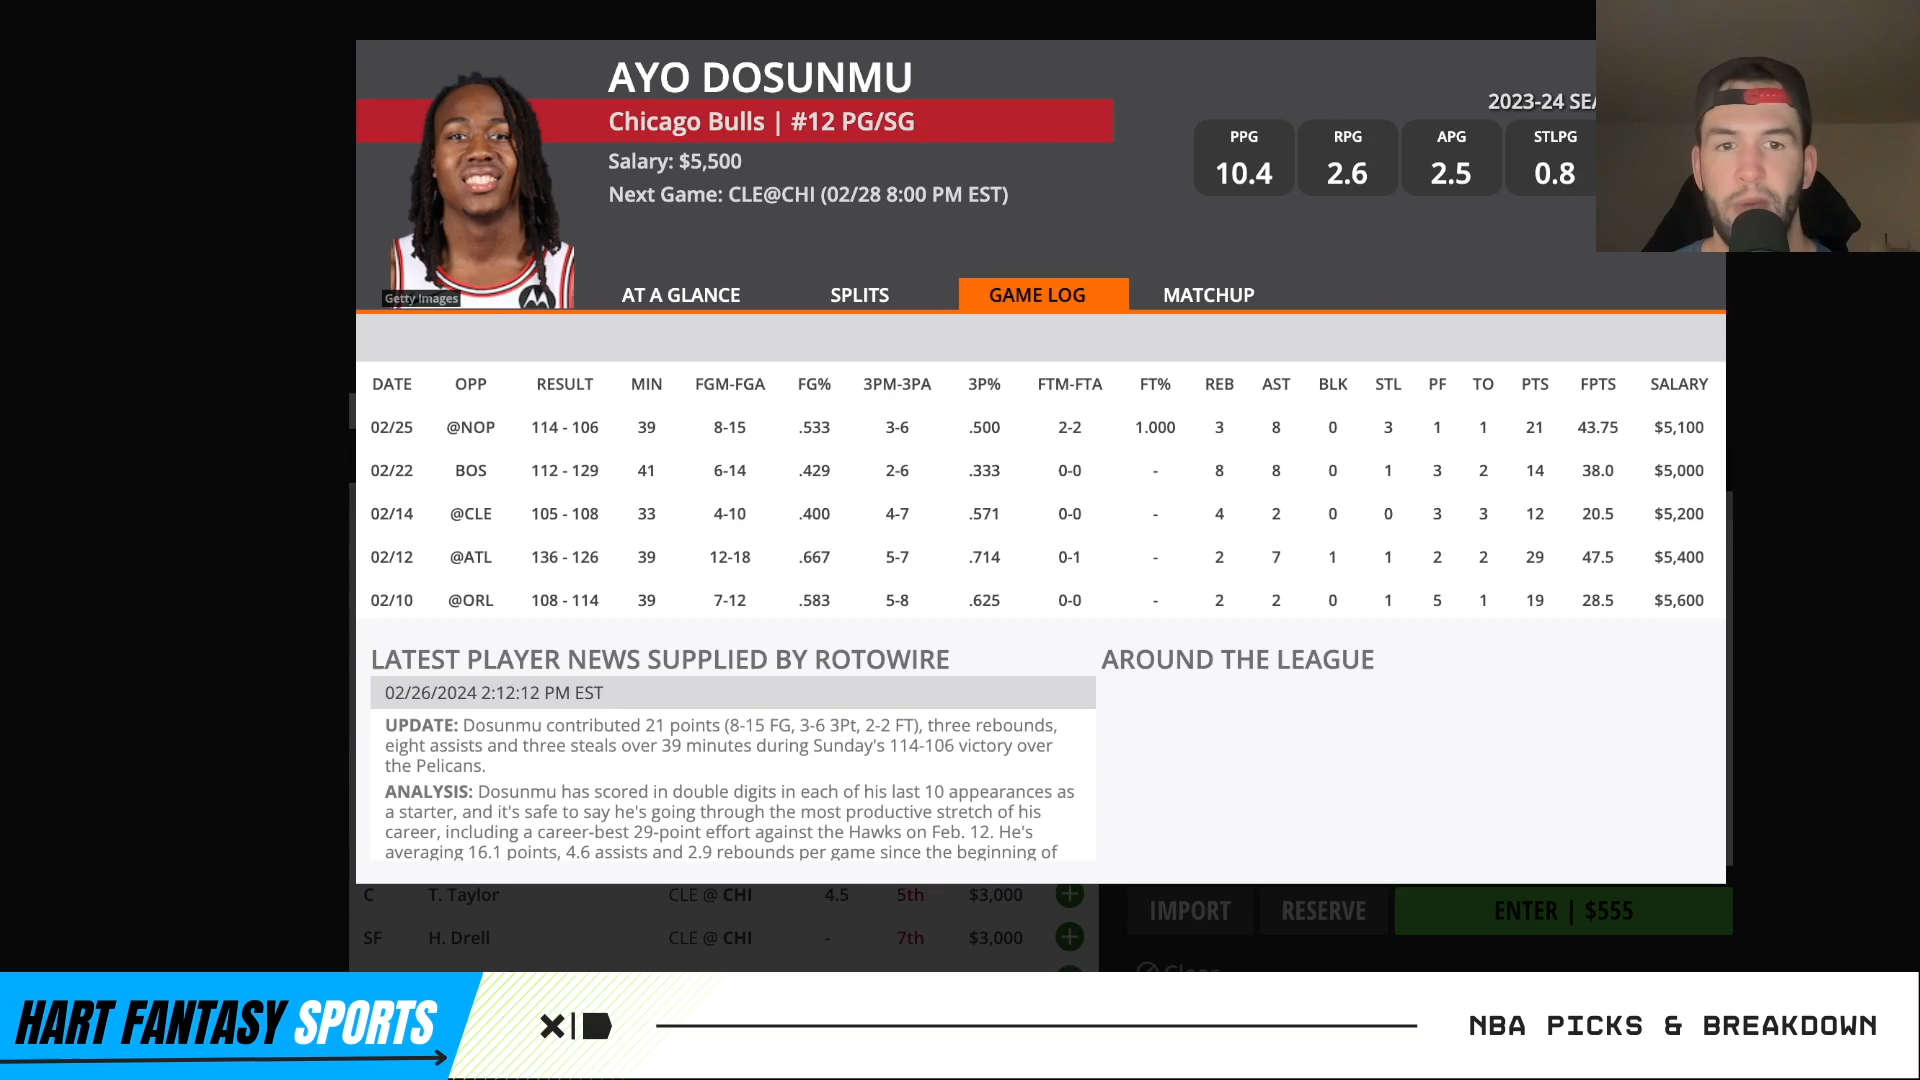 AYO DOSUNMU
Chicago Bulls | #12 PG/SG
Salary: $5,500
Next Game: CLE@CHI (02/28 8:00 PM EST)
2023-24 SEA
PPG RPG APG STLPG
10.4 2.6 2.5 0.8
Getty Images
AT A GLANCE SPLITS GAME LOG MATCHUP
DATE OPP RESULT MIN FGM-FGA FG% 3PM-3PA 3P% FTM-FTA FT% REB AST BLK STL PF TO PTS FPTS SALARY
02/25 @NOP 114 - 106 39 8-15 .533 3-6 .500 2-2 1.000 3 8 0 3 1 1 21 43.75 $5,100
02/22 BOS 112 - 129 41 6-14 .429 2-6 .333 0-0 - 8 8 0 1 3 2 14 38.0 $5,000
02/14 @CLE 105 - 108 33 4-10 .400 4-7 .571 0-0 - 4 2 0 0 3 3 12 20.5 $5,200
02/12 @ATL 136 - 126 39 12-18 .667 5-7 .714 0-1 - 2 7 1 1 2 2 29 47.5 $5,400
02/10 @ORL 108 - 114 39 7-12 .583 5-8 .625 0-0 - 2 2 0 1 5 1 19 28.5 $5,600
LATEST PLAYER NEWS SUPPLIED BY ROTOWIRE
02/26/2024 2:12:12 PM EST
UPDATE: Dosunmu contributed 21 points (8-15 FG, 3-6 3Pt, 2-2 FT), three rebounds,
eight assists and three steals over 39 minutes during Sunday's 114-106 victory over
the Pelicans.
ANALYSIS: Dosunmu has scored in double digits in each of his last 10 appearances as
a starter, and it's safe to say he's going through the most productive stretch of his
career, including a career-best 29-point effort against the Hawks on Feb. 12. He's
averaging 16.1 points, 4.6 assists and 2.9 rebounds per game since the beginning of
AROUND THE LEAGUE
C T. Taylor CLE @ CHI 4.5 5th $3,000
SF H. Drell CLE @ CHI - 7th $3,000
IMPORT RESERVE ENTER | $555
Clear
HART FANTASY SPORTS
NBA PICKS & BREAKDOWN